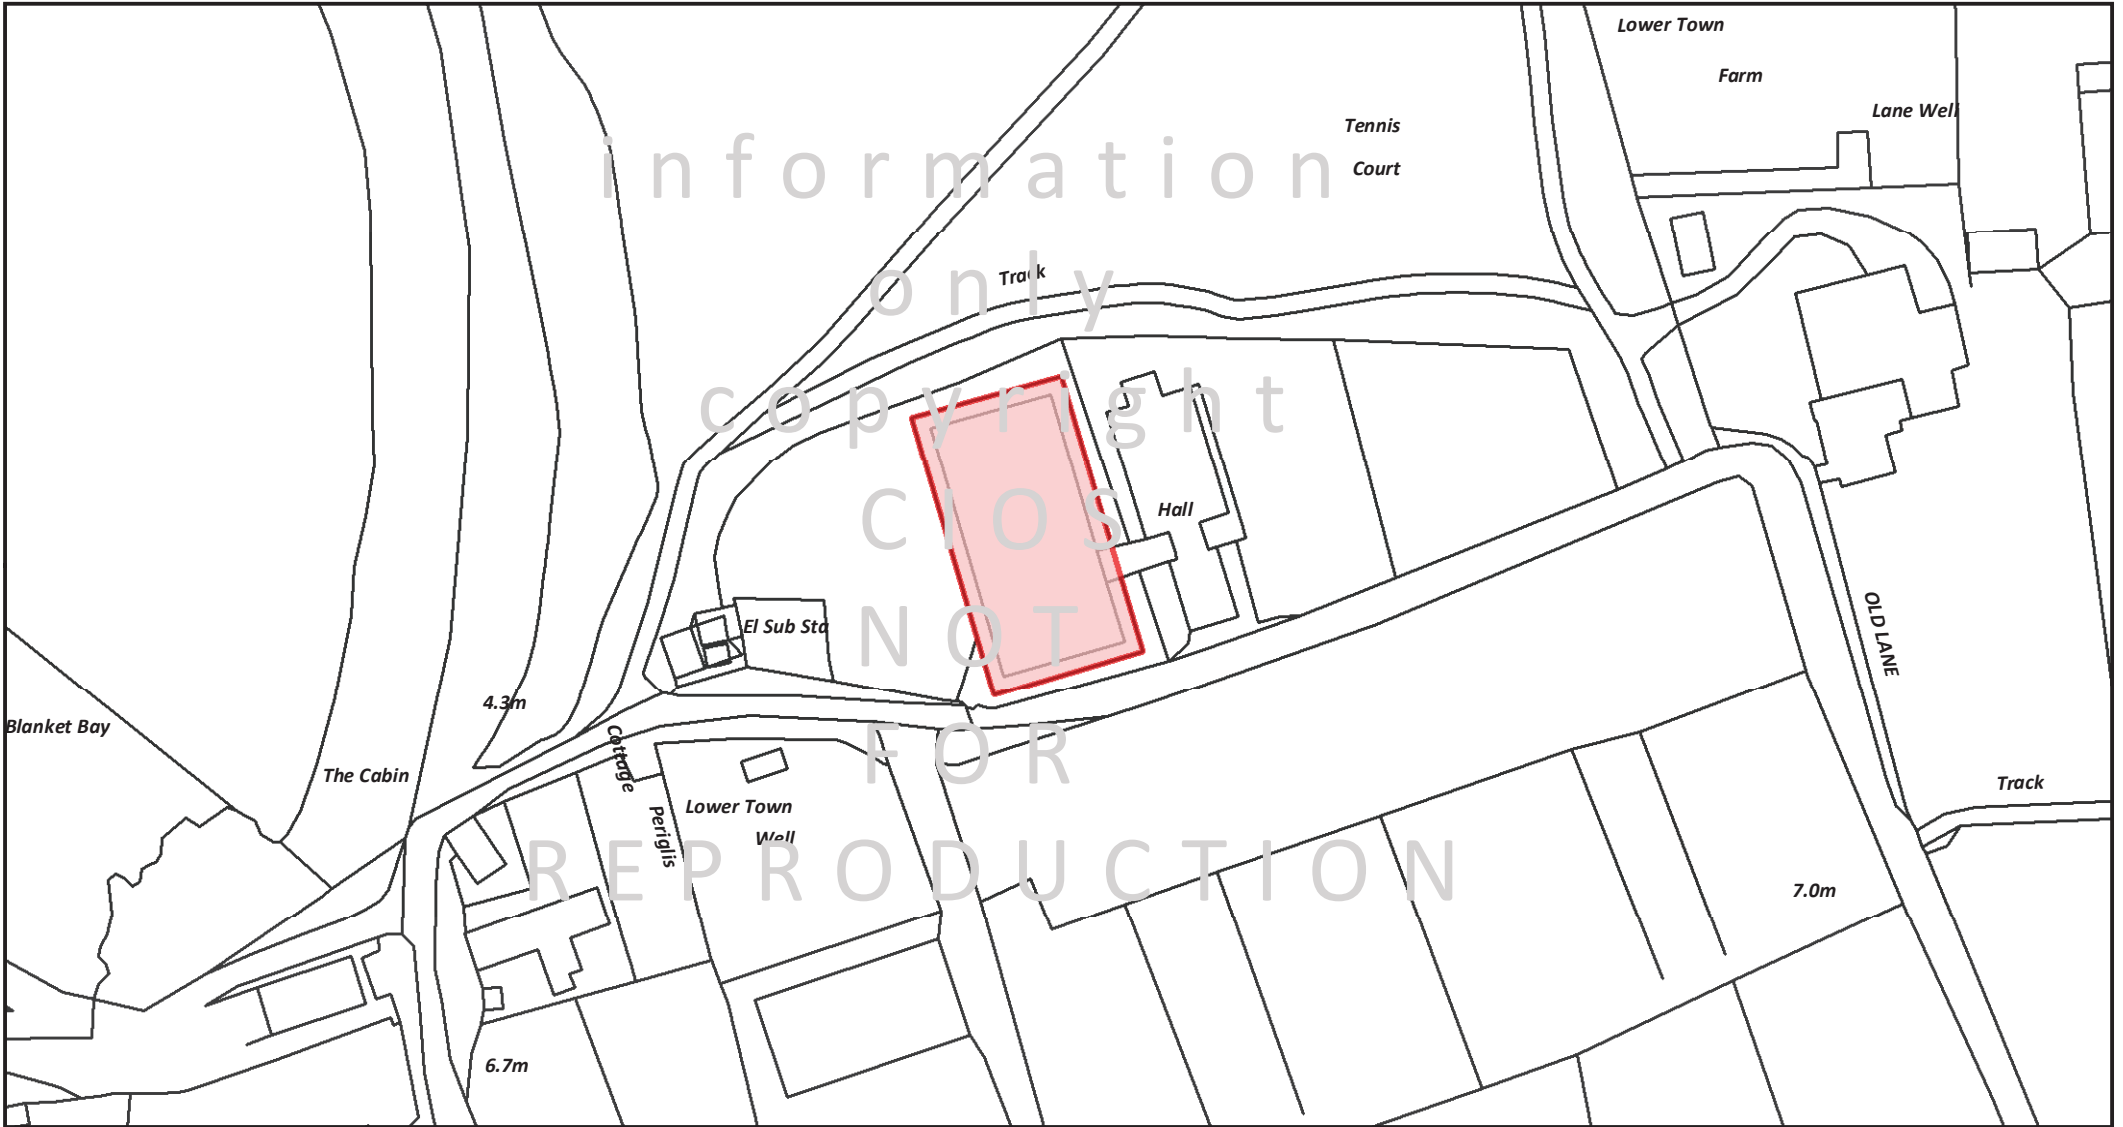 Lower Town
Farm
Lane Well
Tennis
Court
information
Track
only
copyright
CIOS
Hall
NOT
El Sub Sta
OLD LANE
4.3m
Blanket Bay
FOR
Cottage
The Cabin
Track
Lower Town
Periglis
Well
REPRODUCTION
7.0m
6.7m